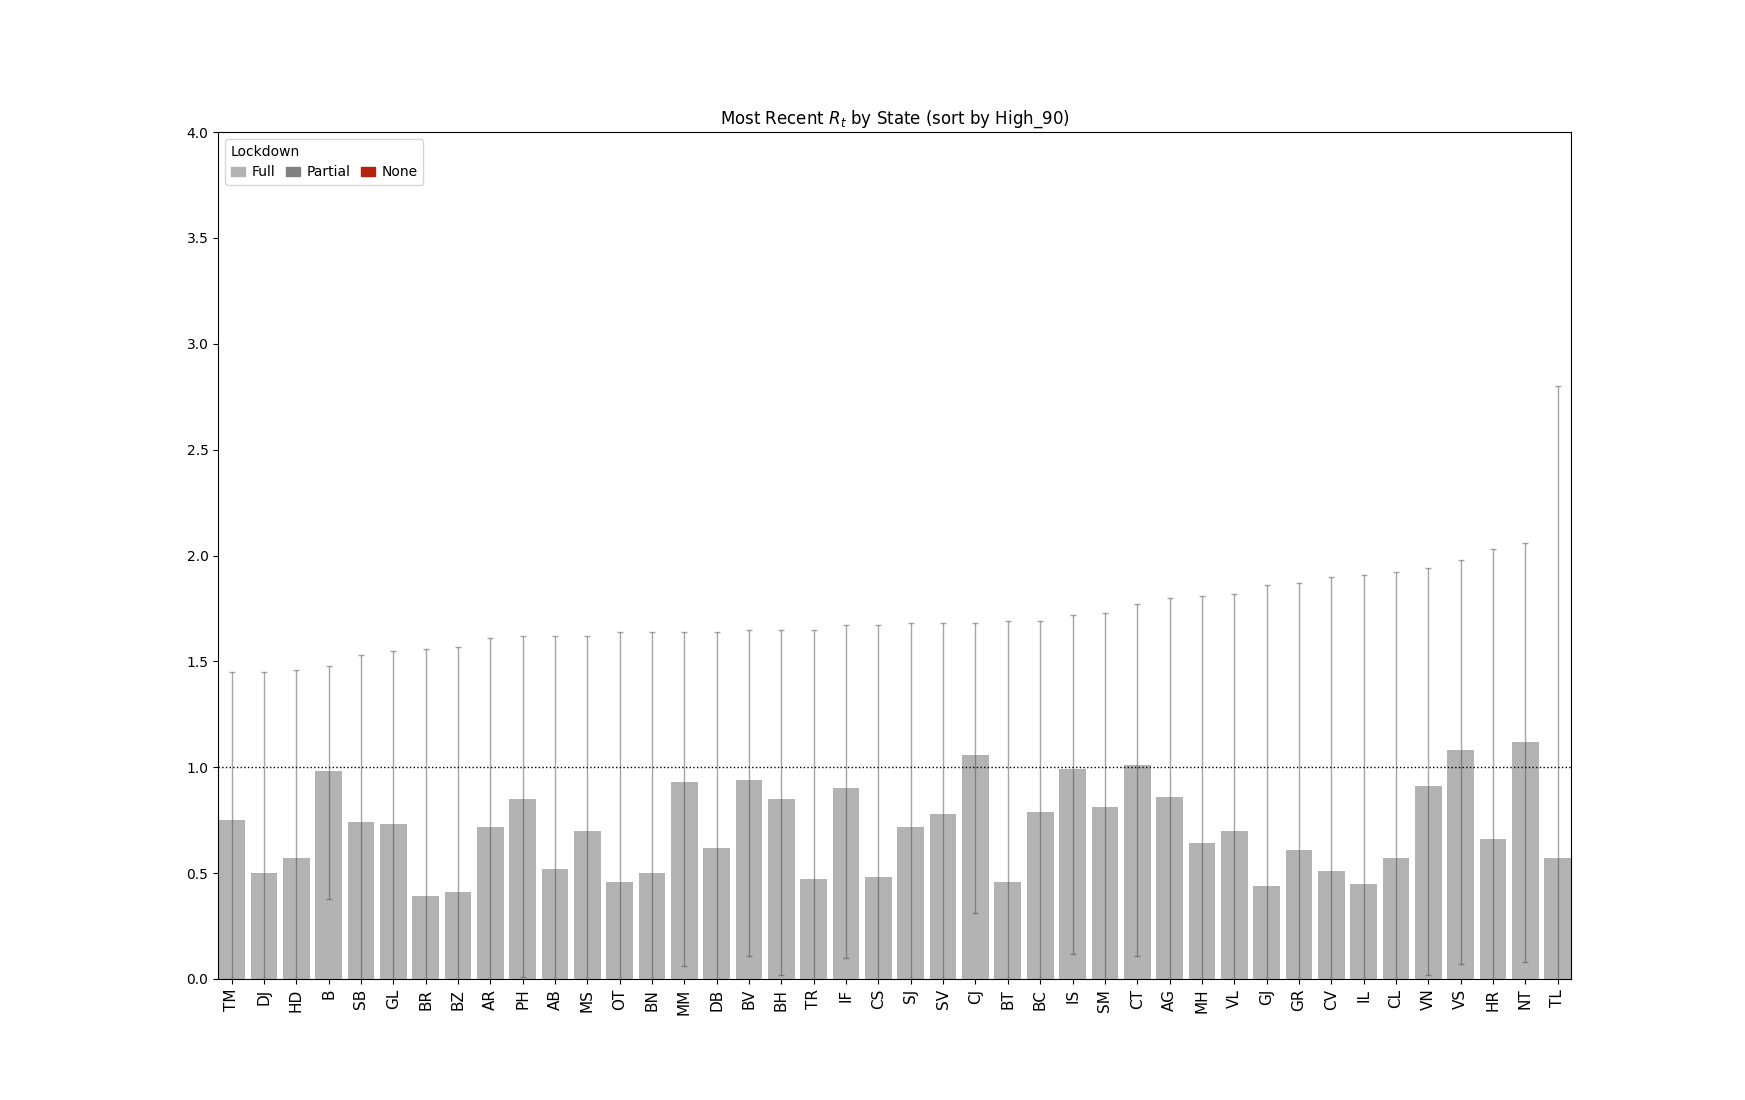 Most Recent R_t by State (sort by High_90)
Lockdown
Full Partial None
4.0
3.5
3.0
2.5
2.0
1.5
1.0
0.5
0.0
TM DJ HD B SB GL BR BZ AR PH AB MS OT BN MM DB BV BH TR IF CS SJ SV CJ BT BC IS SM CT AG MH VL GJ GR CV IL CL VN VS HR NT TL